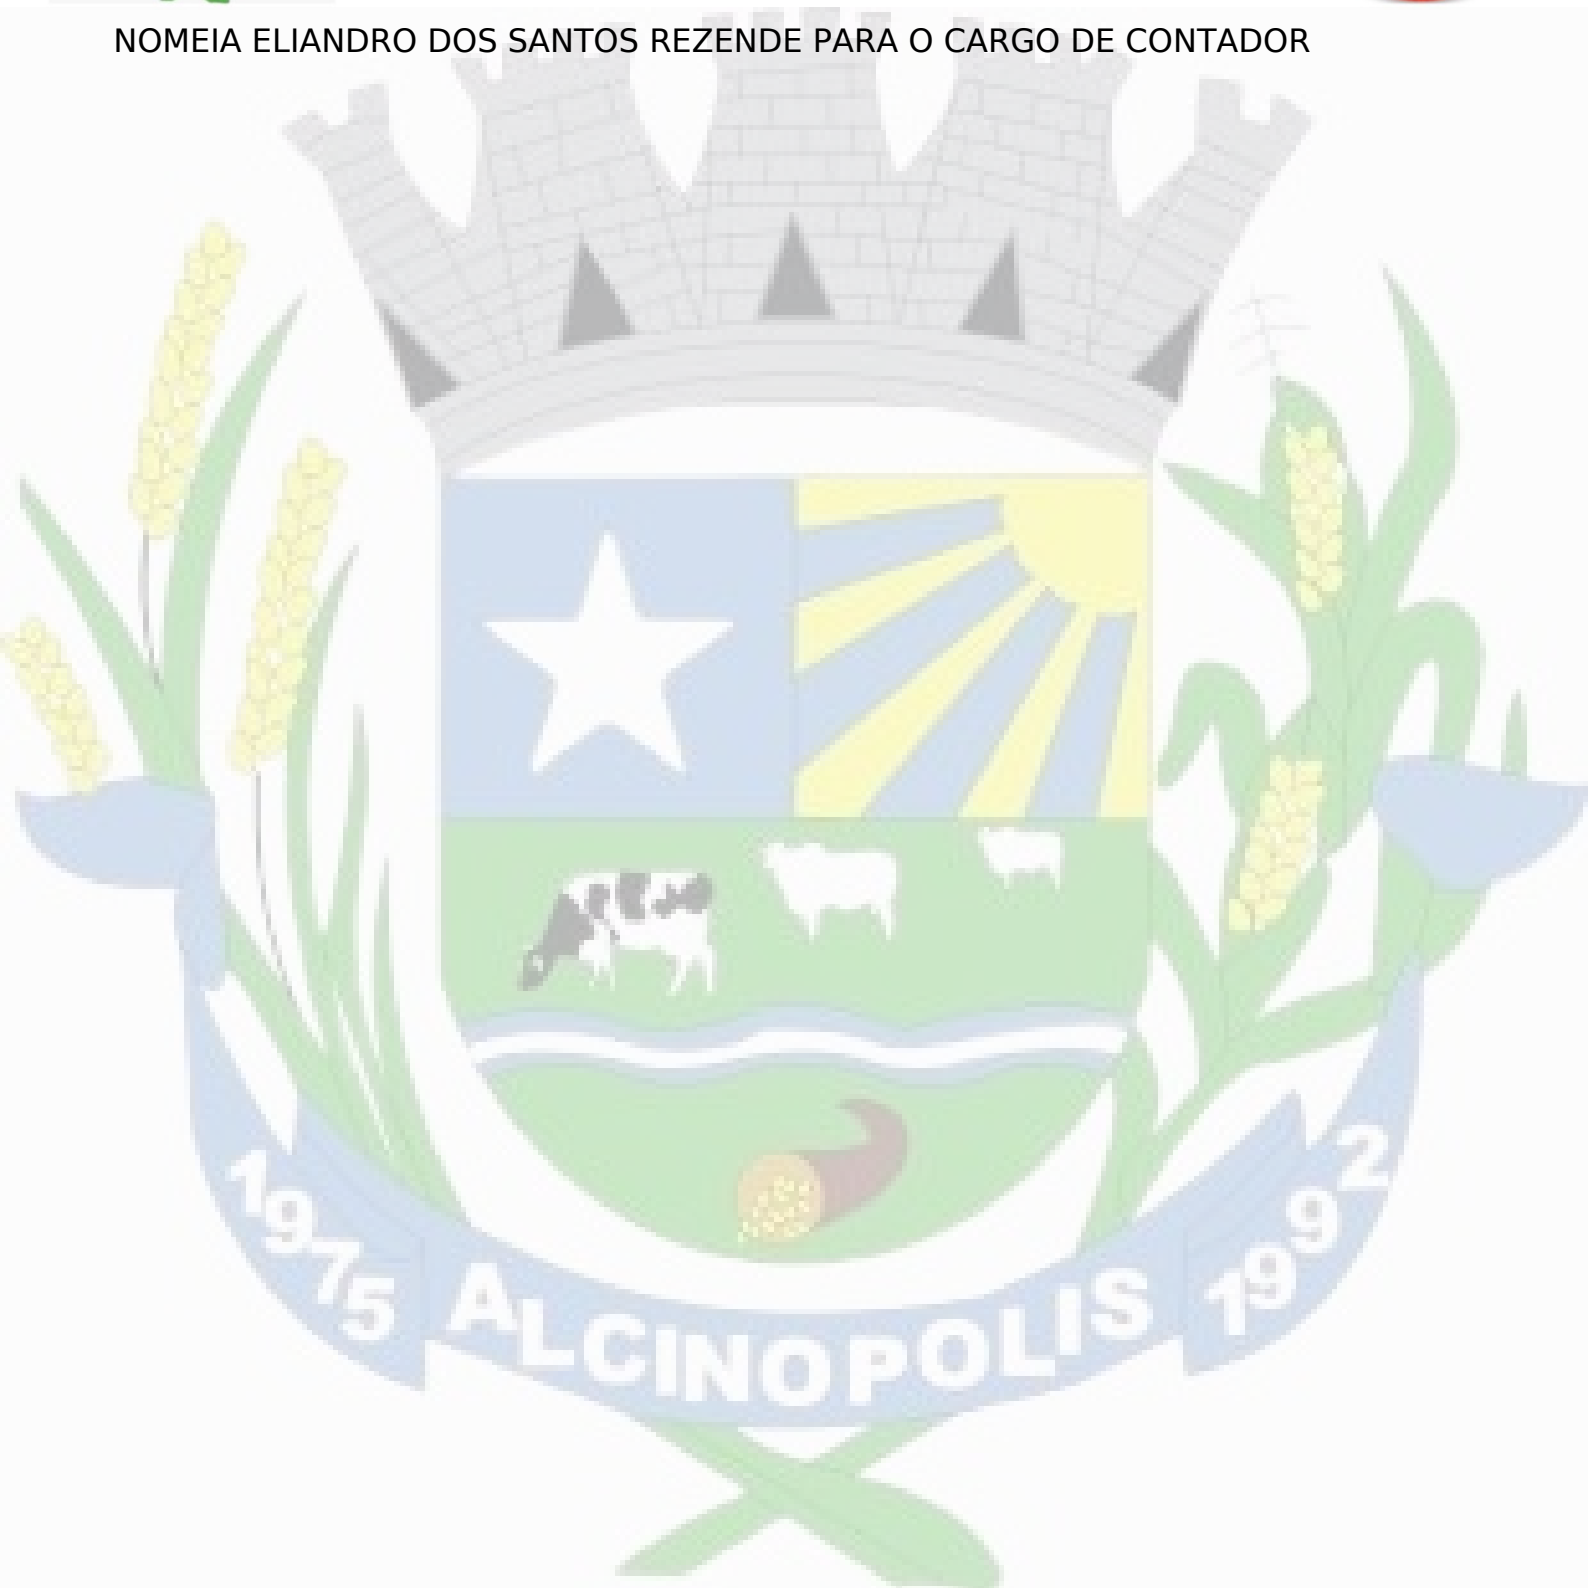 NOMEIA ELIANDRO DOS SANTOS REZENDE PARA O CARGO DE CONTADOR
1975 ALCINOPOLIS 1992